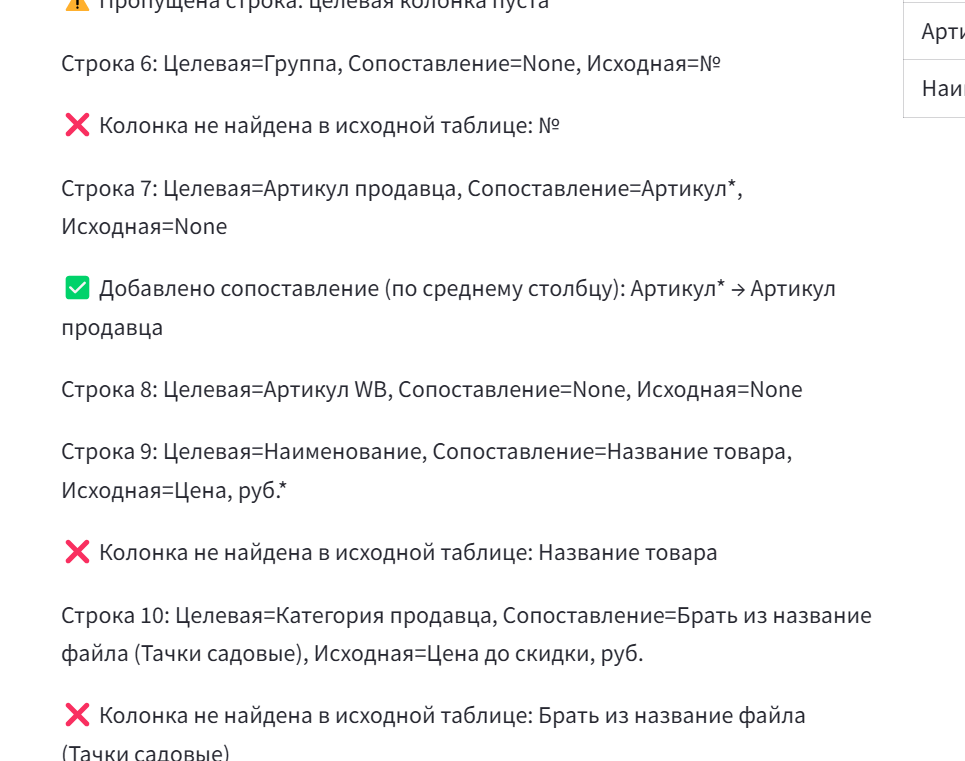 Пропущена строка: целевая колонка пуста
Арти
Строка 6: Целевая=Группа, Сопоставление=None, Исходная=№
Наи
❌ Колонка не найдена в исходной таблице: №
Строка 7: Целевая=Артикул продавца, Сопоставление=Артикул*,
Исходная=None
✅ Добавлено сопоставление (по среднему столбцу): Артикул* → Артикул
продавца
Строка 8: Целевая=Артикул WB, Сопоставление=None, Исходная=None
Строка 9: Целевая=Наименование, Сопоставление=Название товара,
Исходная=Цена, руб.*
❌ Колонка не найдена в исходной таблице: Название товара
Строка 10: Целевая=Категория продавца, Сопоставление=Брать из название
файла (Тачки садовые), Исходная=Цена до скидки, руб.
❌ Колонка не найдена в исходной таблице: Брать из название файла
(Тачки садовые)